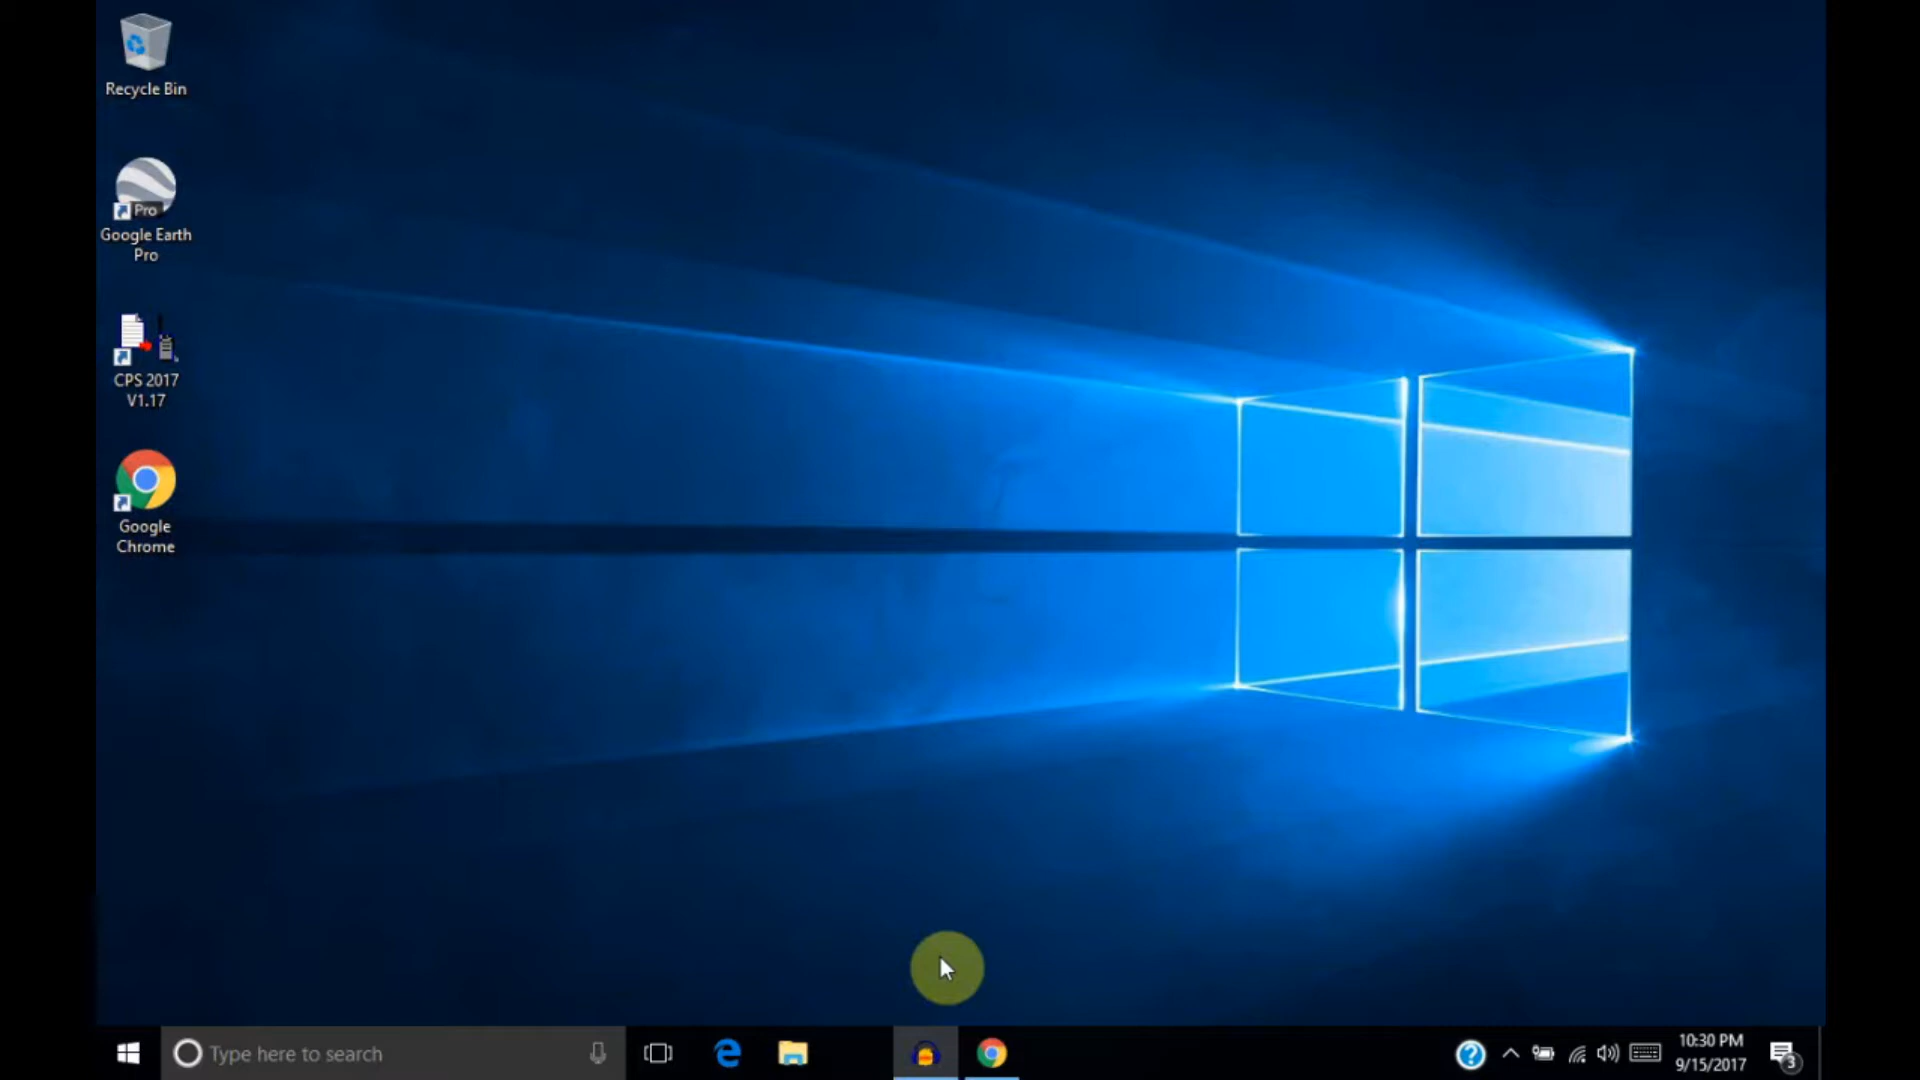 Recycle Bin
Pro
Google Earth
Pro
CPS 2017
V1.17
Google
Chrome
Type here to search
10:30 PM
9/15/2017
3